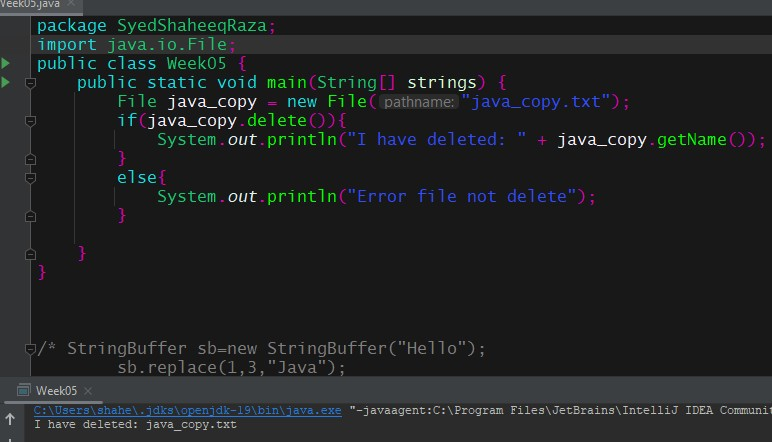 Week05.java
package SyedShaheeqRaza;
import java.io.File;
public class Week05 {
public static void main(String[] strings) {
File java_copy = new File( pathname: "java_copy.txt");
if(java_copy.delete()){
System.out.println("I have deleted: " + java_copy.getName());
}
else{
System.out.println("Error file not delete");
}
}
}
/* StringBuffer sb=new StringBuffer("Hello");
sb.replace(1,3,"Java");
Week05
C:\Users\shahe\.jdks\openjdk-19\bin\java.exe "-javaagent:C:\Program Files\JetBrains\IntelliJ IDEA Communit
I have deleted: java_copy.txt